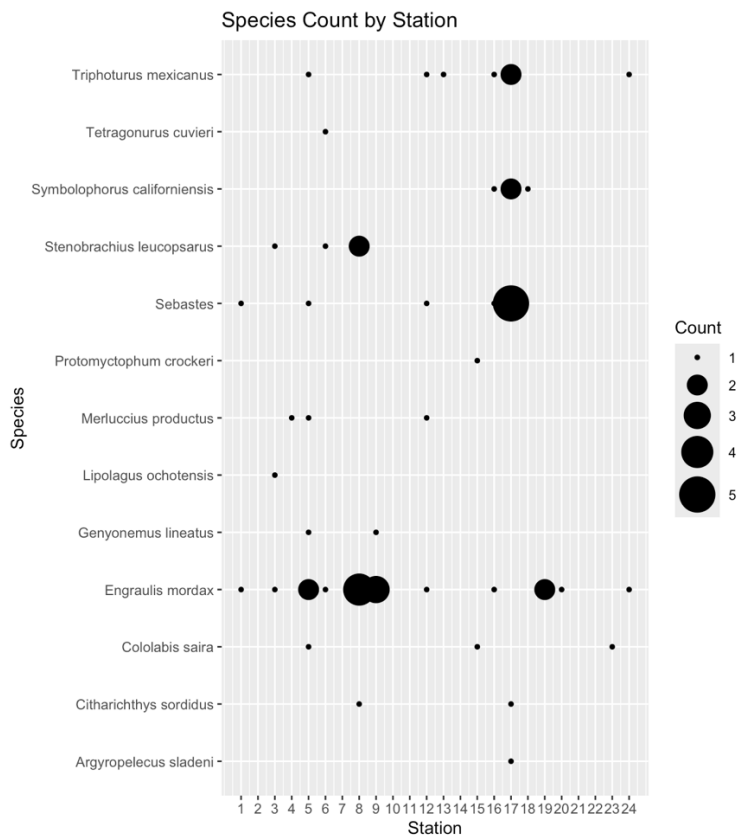 Species Count by Station
Triphoturus mexicanus
Tetragonurus cuvieri
Symbolophorus californiensis
Stenobrachius leucopsarus
Sebastes
Protomyctophum crockeri
Merluccius productus
Lipolagus ochotensis
Genyonemus lineatus
Engraulis mordax
Cololabis saira
Citharichthys sordidus
Argyropelecus sladeni
Species
1 2 3 4 5 6 7 8 9 10 11 12 13 14 15 16 17 18 19 20 21 22 23 24
Station
Count
1
2
3
4
5